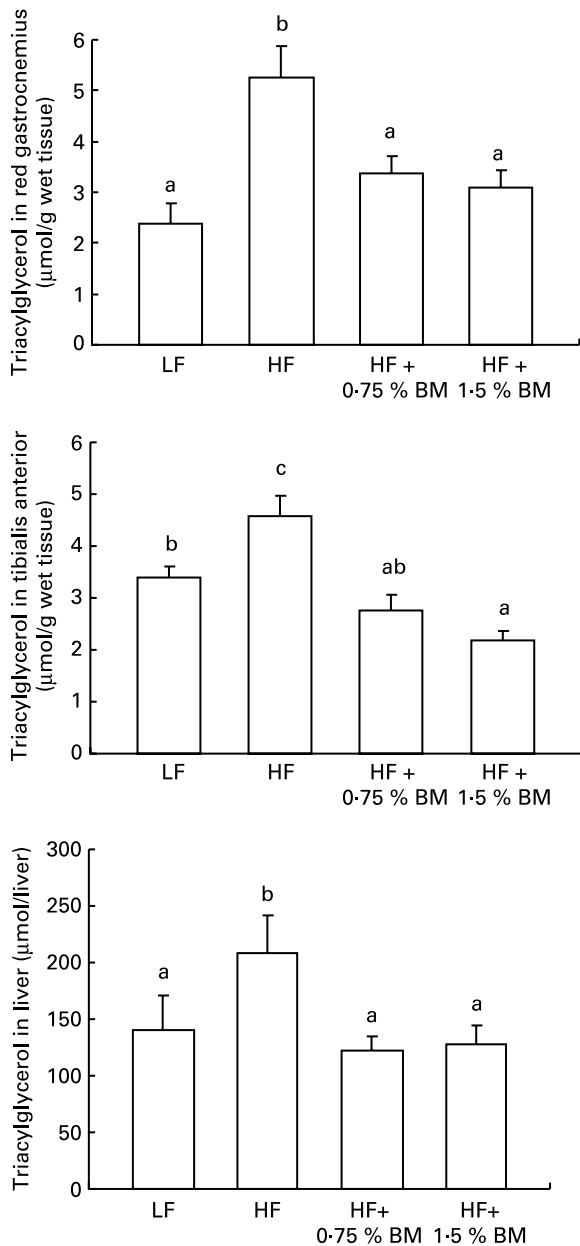 Triacylglycerol in red gastrocnemius
(μmol/g wet tissue)
6
5
4
3
2
1
0
a
b
a
a
LF
HF
HF +
0·75 % BM
HF +
1·5 % BM
Triacylglycerol in tibialis anterior
(μmol/g wet tissue)
6
5
4
3
2
1
0
b
c
ab
a
LF
HF
HF +
0·75 % BM
HF +
1·5 % BM
Triacylglycerol in liver (μmol/liver)
300
250
200
150
100
50
0
a
b
a
a
LF
HF
HF+
0·75 % BM
HF+
1·5 % BM